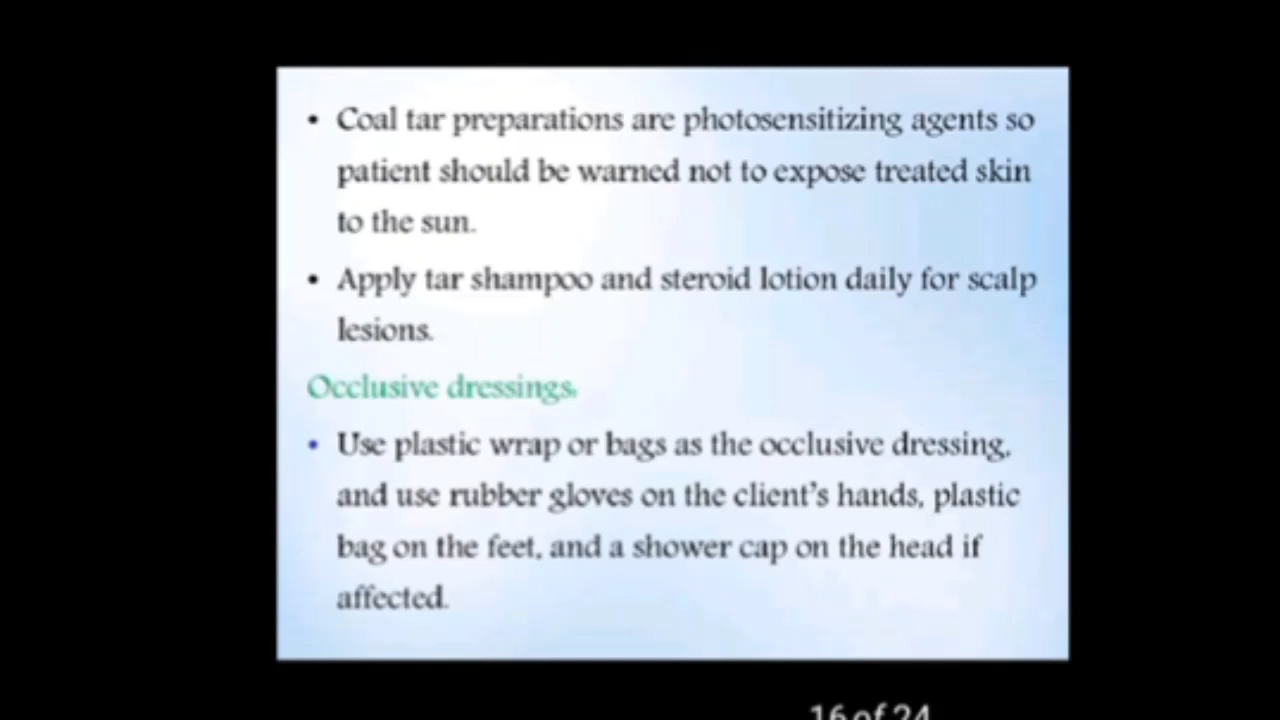 • Coal tar preparations are photosensitizing agents so
patient should be warned not to expose treated skin
to the sun.
• Apply tar shampoo and steroid lotion daily for scalp
lesions.
Occlusive dressings.
• Use plastic wrap or bags as the occlusive dressing,
and use rubber gloves on the client's hands, plastic
bag on the feet, and a shower cap on the head if
affected.
16 of 24